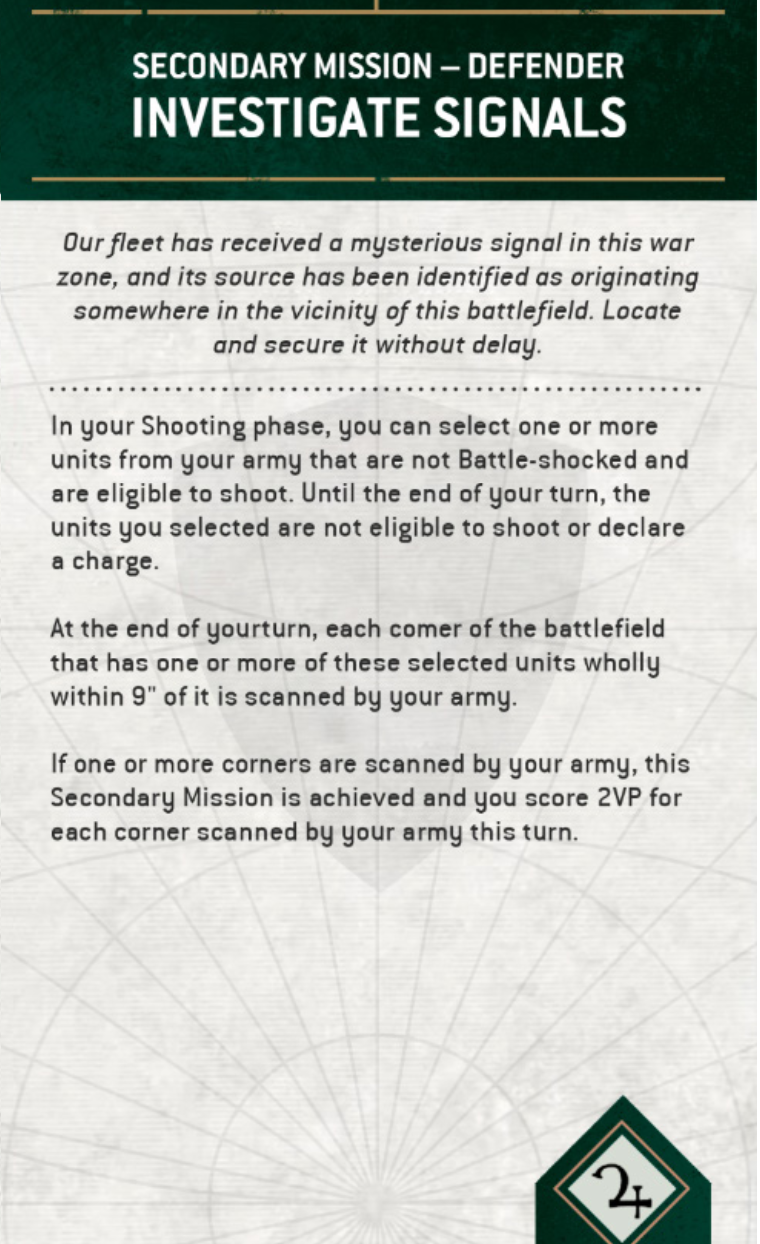 SECONDARY MISSION – DEFENDER
INVESTIGATE SIGNALS
Our fleet has received a mysterious signal in this war
zone, and its source has been identified as originating
somewhere in the vicinity of this battlefield. Locate
and secure it without delay.
In your Shooting phase, you can select one or more
units from your army that are not Battle-shocked and
are eligible to shoot. Until the end of your turn, the
units you selected are not eligible to shoot or declare
a charge.
At the end of yourturn, each comer of the battlefield
that has one or more of these selected units wholly
within 9" of it is scanned by your army.
If one or more corners are scanned by your army, this
Secondary Mission is achieved and you score 2VP for
each corner scanned by your army this turn.